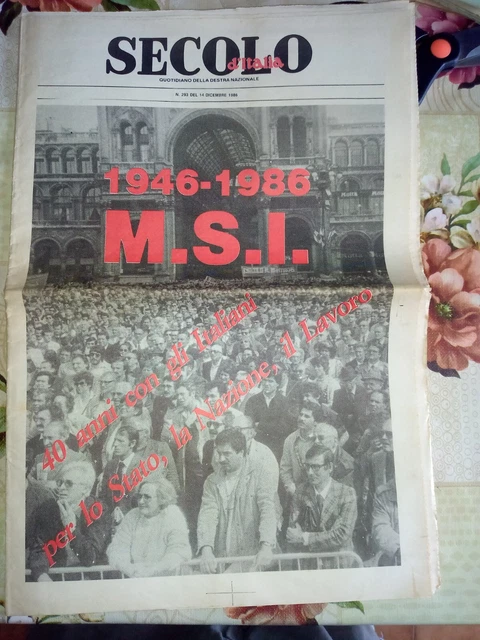 SECOLO
d'Italia
QUOTIDIANO DELLA DESTRA NAZIONALE
N. 293 DEL 14 DICEMBRE 1986
1946-1986
M.S.I.
40 anni con gli Italiani
per lo Stato, la Nazione, il Lavoro